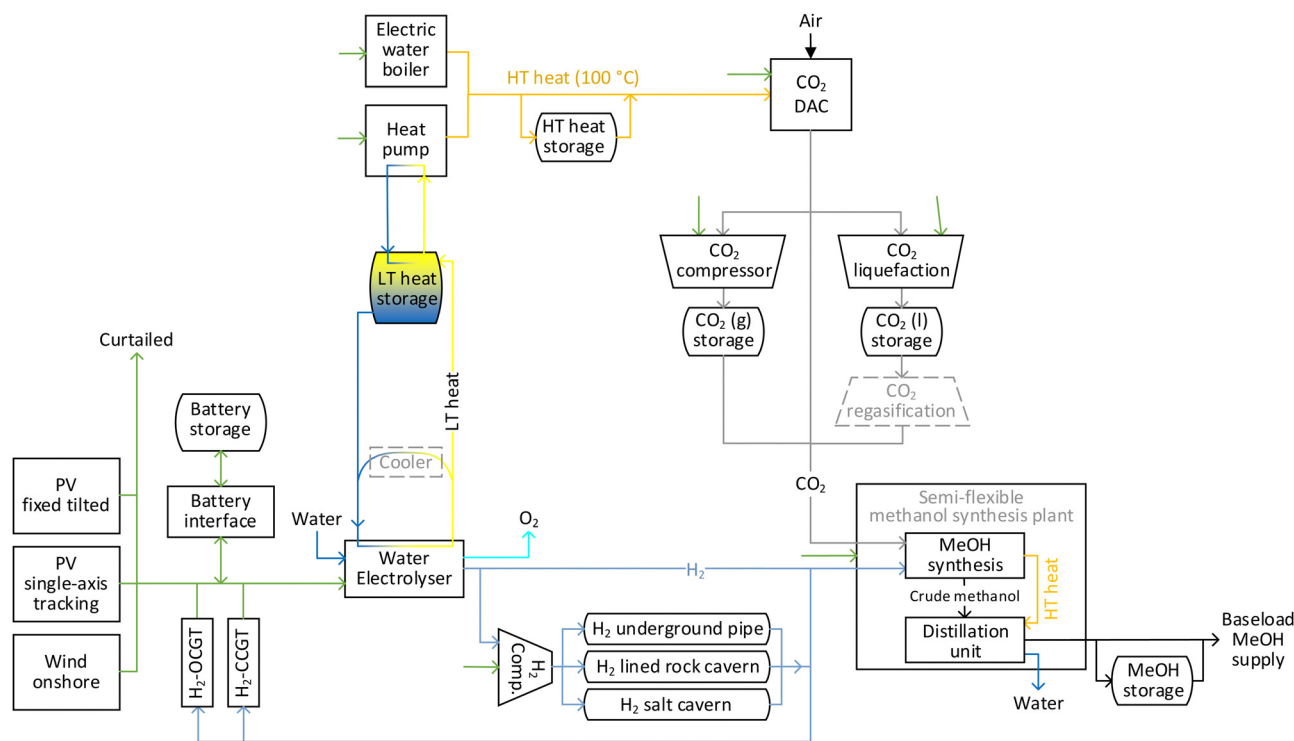 Electric
water
boiler
Air
HT heat (100 °C)
CO₂
DAC
Heat
pump
HT heat
storage
CO₂
compressor
CO₂
liquefaction
LT heat
storage
CO₂ (g)
storage
CO₂ (l)
storage
Curtailed
LT heat
CO₂
regasification
Battery
storage
Cooler
PV
fixed tilted
Battery
interface
CO₂
Semi-flexible
methanol synthesis plant
Water
O₂
PV
single-axis
tracking
Water
Electrolyser
H₂
MeOH
synthesis
HT heat
Crude methanol
H₂-OCGT
H₂-CCGT
H₂
Comp.
H₂ underground pipe
H₂ lined rock cavern
H₂ salt cavern
Distillation
unit
Baseload
MeOH
supply
Wind
onshore
MeOH
storage
Water